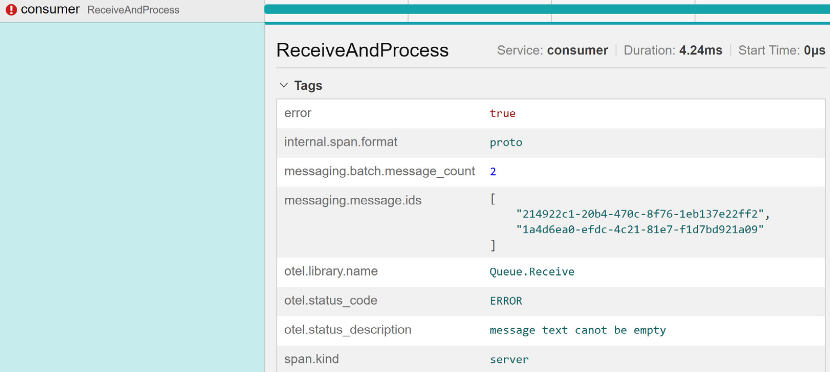 consumer ReceiveAndProcess
ReceiveAndProcess Service: consumer Duration: 4.24ms Start Time: 0μs
Tags
error true
internal.span.format proto
messaging.batch.message_count 2
messaging.message.ids [
"214922c1-20b4-470c-8f76-1eb137e22ff2",
"1a4d6ea0-efdc-4c21-81e7-f1d7bd921a09"
]
otel.library.name Queue.Receive
otel.status_code ERROR
otel.status_description message text canot be empty
span.kind server